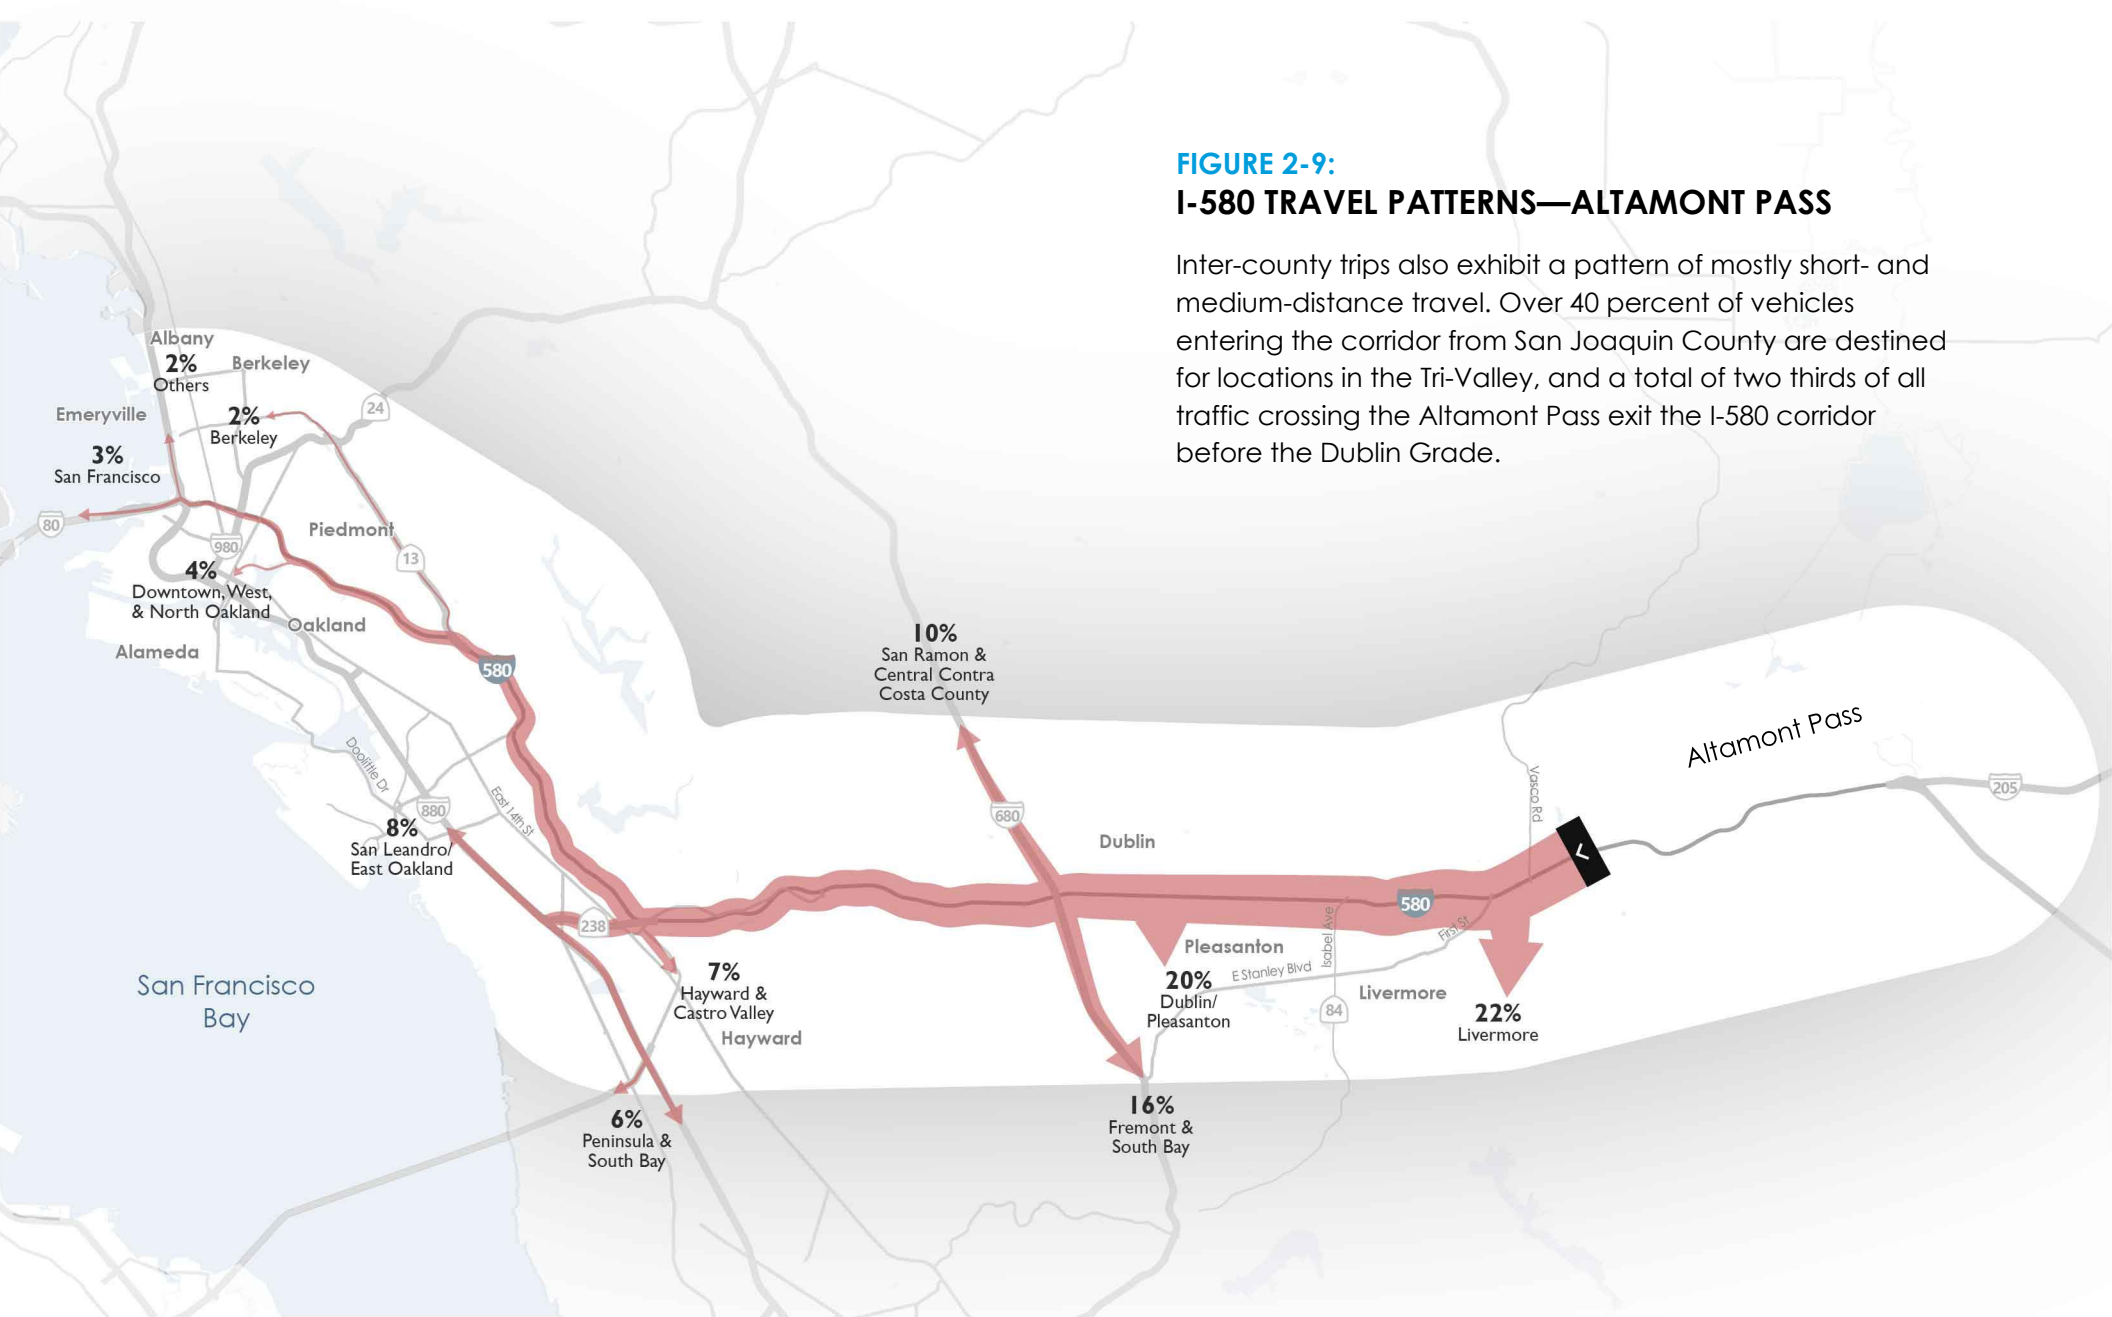 FIGURE 2-9:
I-580 TRAVEL PATTERNS—ALTAMONT PASS
Inter-county trips also exhibit a pattern of mostly short- and
medium-distance travel. Over 40 percent of vehicles
entering the corridor from San Joaquin County are destined
for locations in the Tri-Valley, and a total of two thirds of all
traffic crossing the Altamont Pass exit the I-580 corridor
before the Dublin Grade.
Albany
2%
Others
Berkeley
Emeryville
2%
Berkeley
24
3%
San Francisco
80
Piedmont
980
13
4%
Downtown, West,
& North Oakland
Oakland
Alameda
580
10%
San Ramon &
Central Contra
Costa County
Altamont Pass
Doolittle Dr
East 14th St
880
8%
San Leandro/
East Oakland
680
Dublin
Vasco Rd
205
<
580
238
Isabel Ave
First St
Pleasanton
E Stanley Blvd
7%
Hayward &
Castro Valley
Hayward
20%
Dublin/
Pleasanton
84
Livermore
22%
Livermore
San Francisco
Bay
6%
Peninsula &
South Bay
16%
Fremont &
South Bay